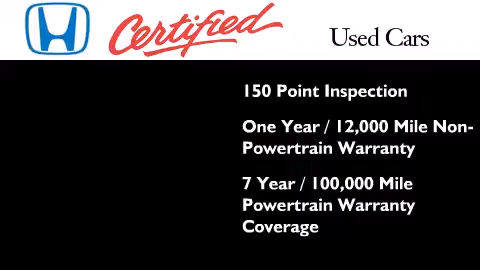 Certified Used Cars
150 Point Inspection
One Year / 12,000 Mile Non-
Powertrain Warranty
7 Year / 100,000 Mile
Powertrain Warranty
Coverage